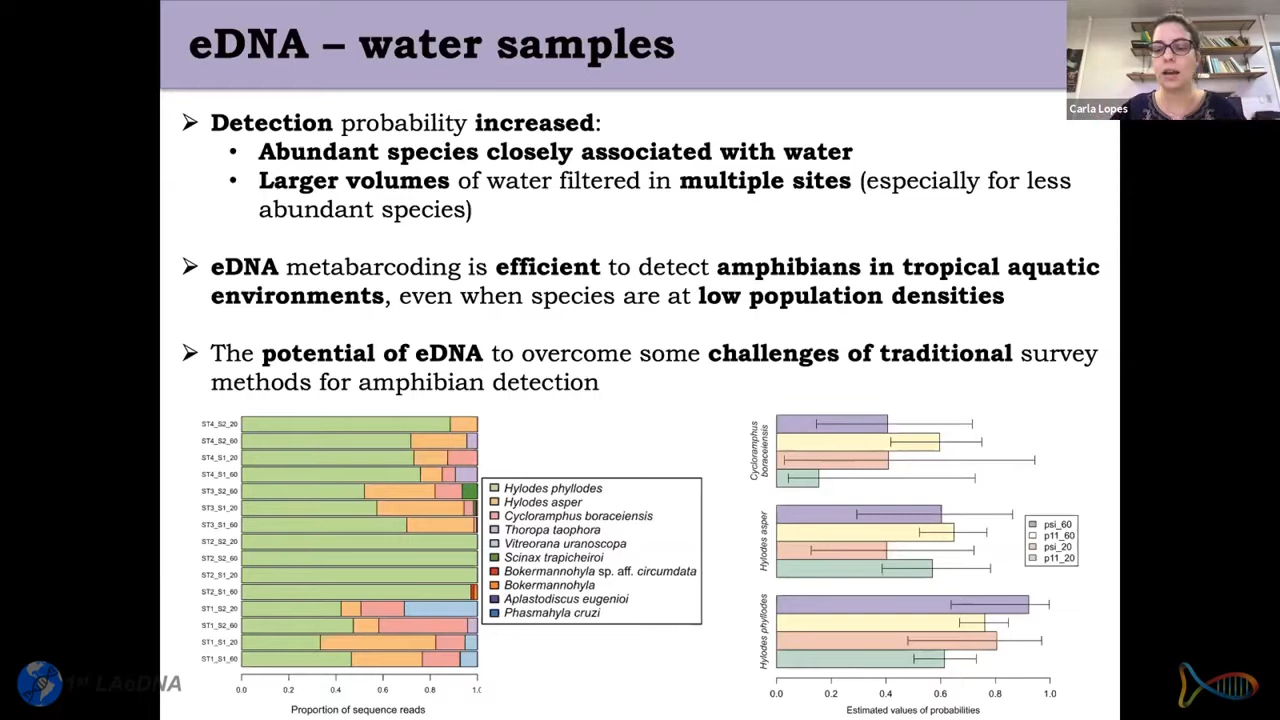 eDNA – water samples
Carla Lopes
➢ Detection probability increased:
• Abundant species closely associated with water
• Larger volumes of water filtered in multiple sites (especially for less
abundant species)
➢ eDNA metabarcoding is efficient to detect amphibians in tropical aquatic
environments, even when species are at low population densities
➢ The potential of eDNA to overcome some challenges of traditional survey
methods for amphibian detection
ST4_S2_20
ST4_S2_60
ST4_S1_20
ST4_S1_60
ST3_S2_60
ST3_S1_20
ST3_S1_60
ST2_S2_20
ST2_S2_60
ST2_S1_20
ST2_S1_60
ST1_S2_20
ST1_S2_60
ST1_S1_20
ST1_S1_60
0.0 0.2 0.4 0.6 0.8 1.0
Proportion of sequence reads
Hylodes phyllodes
Hylodes asper
Cycloramphus boraceiensis
Thoropa taophora
Vitreorana uranoscopa
Scinax trapicheiroi
Bokermannohyla sp. aff. circumdata
Bokermannohyla
Aplastodiscus eugenioi
Phasmahyla cruzi
Cycloramphus
boraceiensis
Hylodes asper
Hylodes phyllodes
0.0 0.2 0.4 0.6 0.8 1.0
Estimated values of probabilities
psi_60
p11_60
psi_20
p11_20
1st LAeDNA